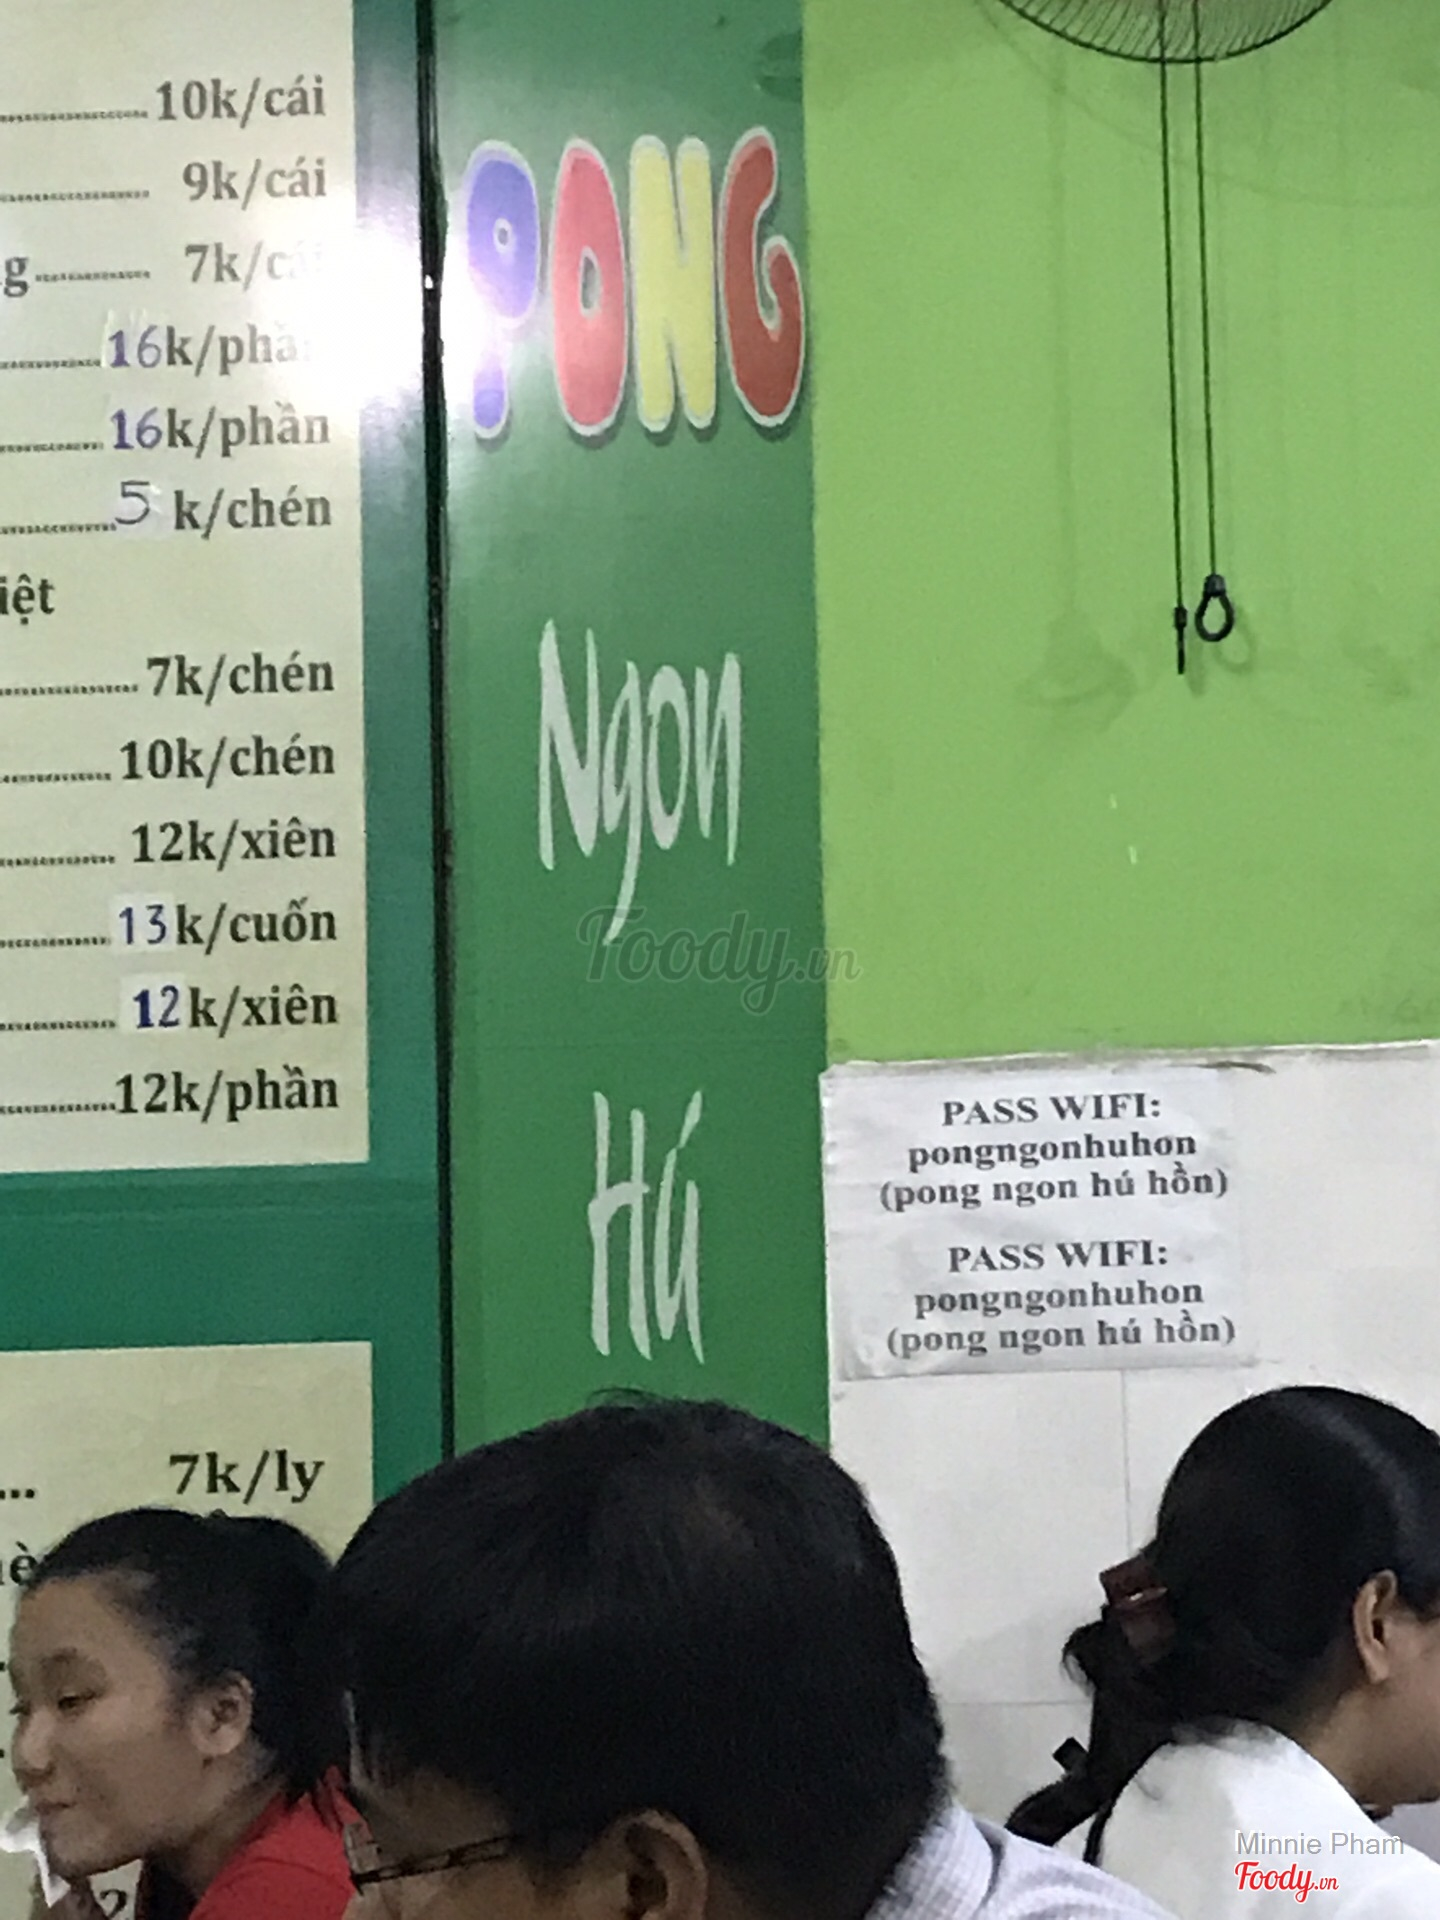 10k/cái
9k/cái
7k/cái
16k/phần
16k/phần
5 k/chén
7k/chén
10k/chén
12k/xiên
13k/cuốn
12k/xiên
12k/phần
7k/ly
PONG
Ngon
Hú
PASS WIFI:
pongngonhuhon
(pong ngon hú hồn)
PASS WIFI:
pongngonhuhon
(pong ngon hú hồn)
Foody.vn
Minnie Pham
Foody.vn